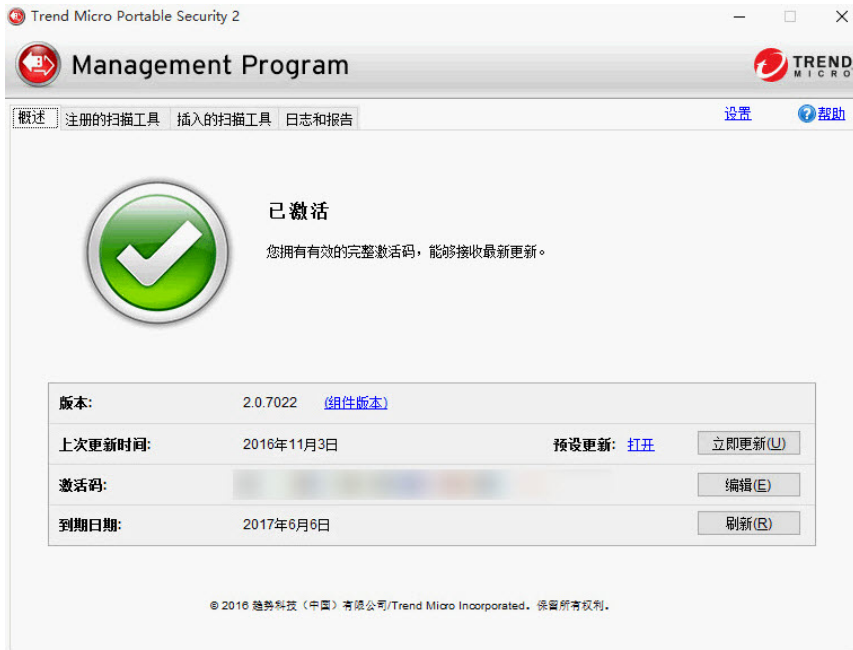 Trend Micro Portable Security 2
Management Program
TREND
MICRO
概述 注册的扫描工具 插入的扫描工具 日志和报告 设置 帮助
已激活
您拥有有效的完整激活码，能够接收最新更新。
版本: 2.0.7022 (组件版本)
上次更新时间: 2016年11月3日 预设更新: 打开 立即更新(U)
激活码: 编辑(E)
到期日期: 2017年6月6日 刷新(R)
© 2016 趋势科技（中国）有限公司/Trend Micro Incorporated。保留所有权利。